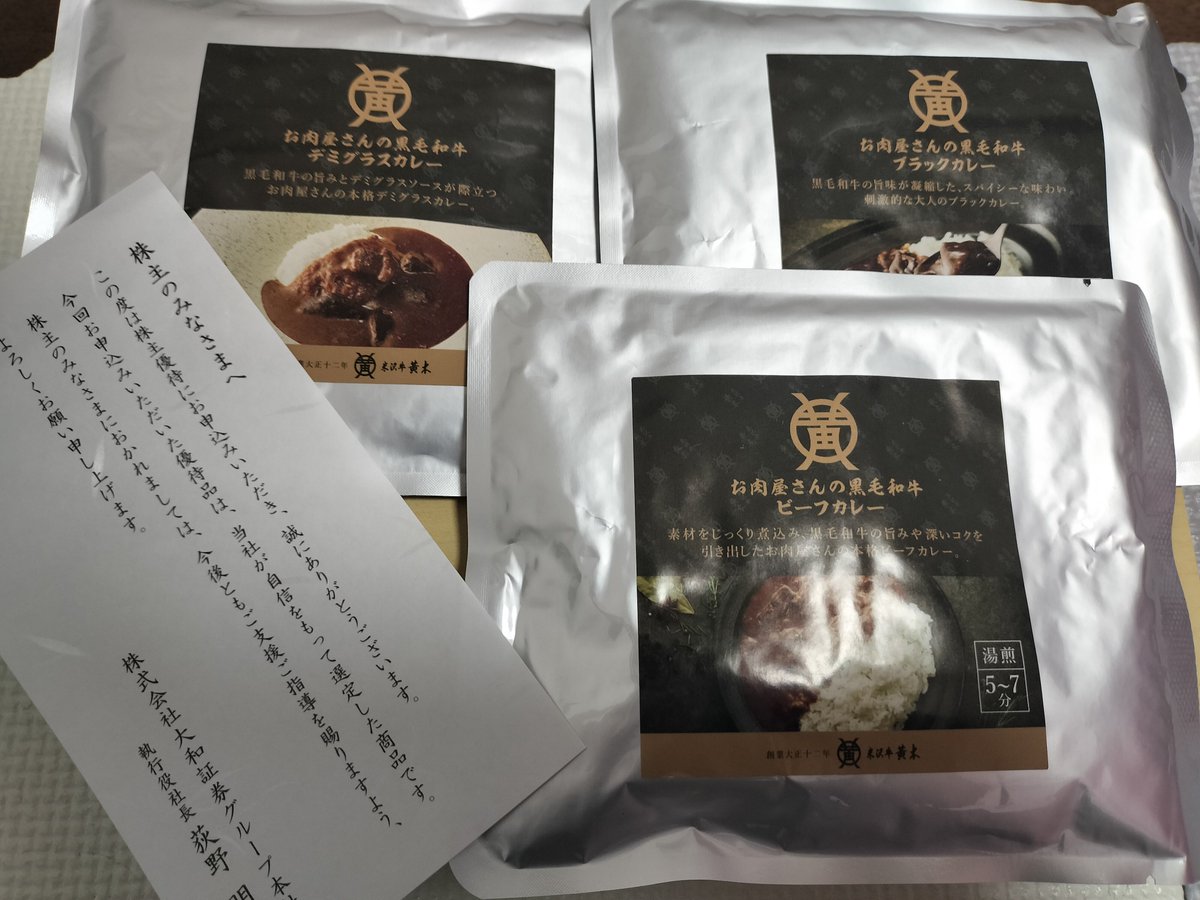 黄
お肉屋さんの黒毛和牛
デミグラスカレー
黒毛和牛の旨みとデミグラスソースが際立つ
お肉屋さんの本格デミグラスカレー。
業大正十二年
黄
米沢牛 黄木
黄
お肉屋さんの黒毛和牛
ブラックカレー
黒毛和牛の旨味が凝縮した、スパイシーな味わい
刺激的な大人のブラックカレー
黄
お肉屋さんの黒毛和牛
ビーフカレー
素材をじっくり煮込み、黒毛和牛の旨みや深いコクを
引き出したお肉屋さんの本格ビーフカレー。
湯煎
5~7
分
創業大正十二年
黄
米沢牛 黄木
株主のみなさまへ
この度は株主優待にお申込みいただき、誠にありがとうございます。
今回お申込みいただいた優待品は、当社が自信をもって選定した商品です。
株主のみなさまにおかれましては、今後ともご支援ご指導を賜りますよう、
よろしくお願い申し上げます。
株式会社大和証券グループ本
執行役社長 荻野